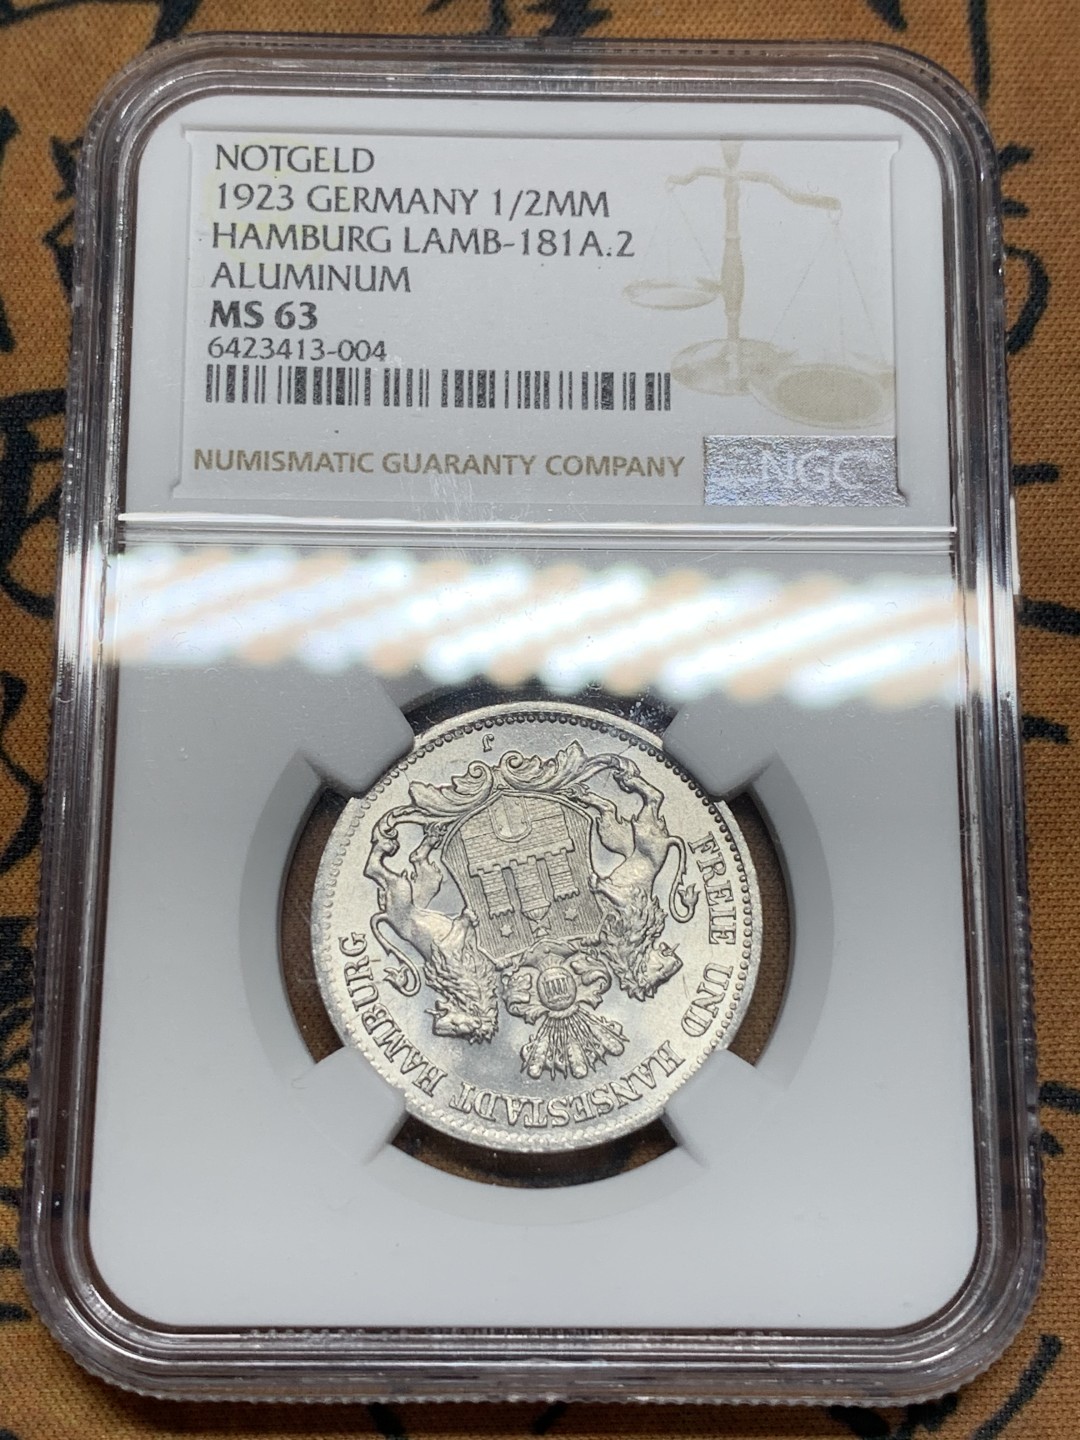 NOTGELD
1923 GERMANY 1/2MM
HAMBURG LAMB-181A.2
ALUMINUM
MS 63
6423413-004
NUMISMATIC GUARANTY COMPANY
NGC
J
FREIE UND HANSESTADT HAMBURG